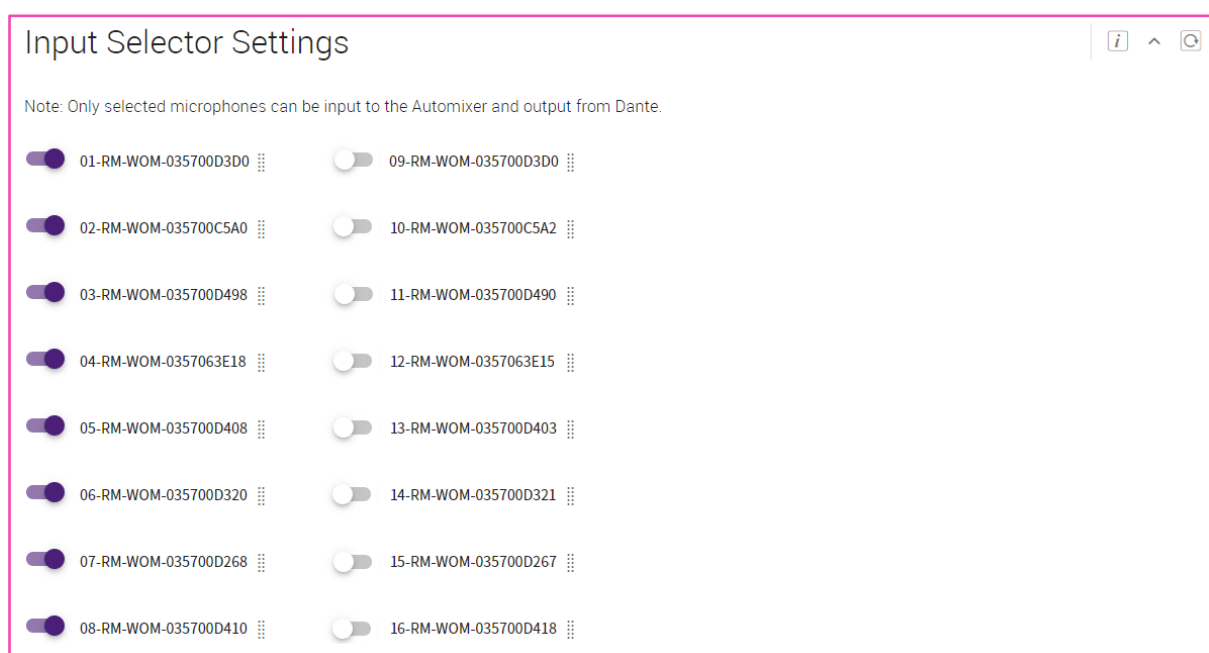 Input Selector Settings
Note: Only selected microphones can be input to the Automixer and output from Dante.
01-RM-WOM-035700D3D0
09-RM-WOM-035700D3D0
02-RM-WOM-035700C5A0
10-RM-WOM-035700C5A2
03-RM-WOM-035700D498
11-RM-WOM-035700D490
04-RM-WOM-0357063E18
12-RM-WOM-0357063E15
05-RM-WOM-035700D408
13-RM-WOM-035700D403
06-RM-WOM-035700D320
14-RM-WOM-035700D321
07-RM-WOM-035700D268
15-RM-WOM-035700D267
08-RM-WOM-035700D410
16-RM-WOM-035700D418